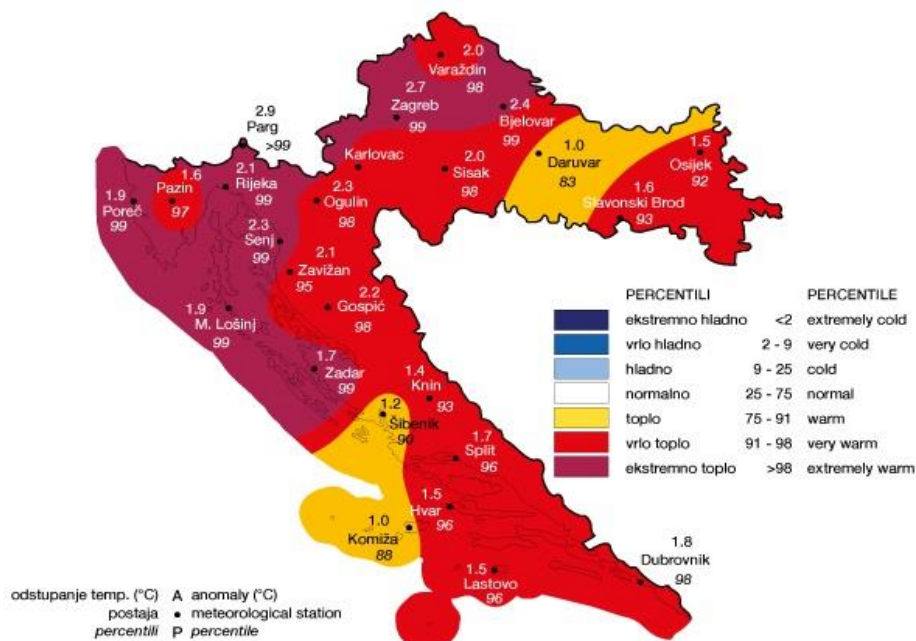 2.0
Varaždin
98
2.7
Zagreb
99
2.4
Bjelovar
99
2.9
Parg
>99
Karlovac
2.0
Sisak
98
1.0
Daruvar
83
1.5
Osijek
92
1.6
Slavonski Brod
93
1.6
Pazin
97
2.1
Rijeka
99
1.9
Poreč
99
2.3
Ogulin
98
2.3
Senj
99
2.1
Zavižan
95
2.2
Gospić
98
1.9
M. Lošinj
99
1.7
Zadar
99
1.4
Knin
93
1.2
Šibenik
90
1.7
Split
96
1.5
Hvar
96
1.0
Komiža
88
1.5
Lastovo
96
1.8
Dubrovnik
98
PERCENTILI PERCENTILE
ekstremno hladno <2 extremely cold
vrlo hladno 2 - 9 very cold
hladno 9 - 25 cold
normalno 25 - 75 normal
toplo 75 - 91 warm
vrlo toplo 91 - 98 very warm
ekstremno toplo >98 extremely warm
odstupanje temp. (°C) A anomaly (°C)
postaja • meteorological station
percentili P percentile